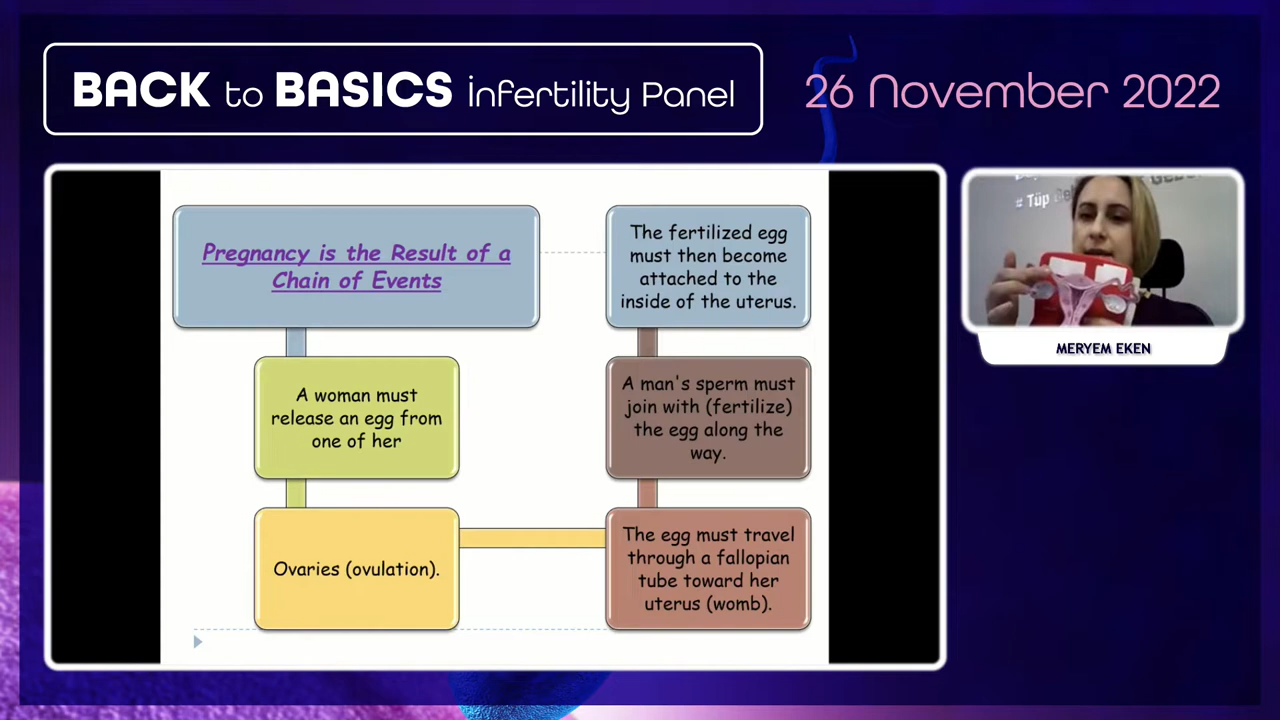 BACK to BASICS infertility Panel
26 November 2022
Pregnancy is the Result of a
Chain of Events
A woman must
release an egg from
one of her
Ovaries (ovulation).
The egg must travel
through a fallopian
tube toward her
uterus (womb).
A man's sperm must
join with (fertilize)
the egg along the
way.
The fertilized egg
must then become
attached to the
inside of the uterus.
Tüp
MERYEM EKEN